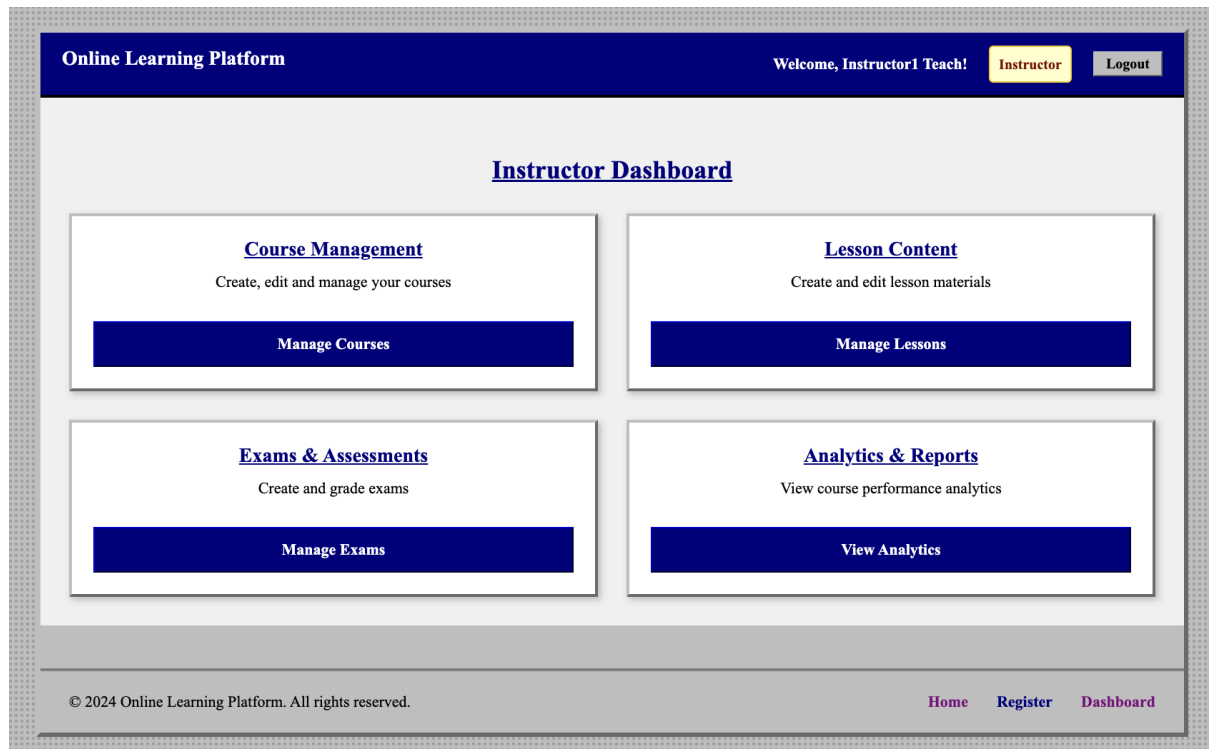 Online Learning Platform
Welcome, Instructor1 Teach!
Instructor
Logout
Instructor Dashboard
Course Management
Create, edit and manage your courses
Manage Courses
Lesson Content
Create and edit lesson materials
Manage Lessons
Exams & Assessments
Create and grade exams
Manage Exams
Analytics & Reports
View course performance analytics
View Analytics
© 2024 Online Learning Platform. All rights reserved.
Home
Register
Dashboard